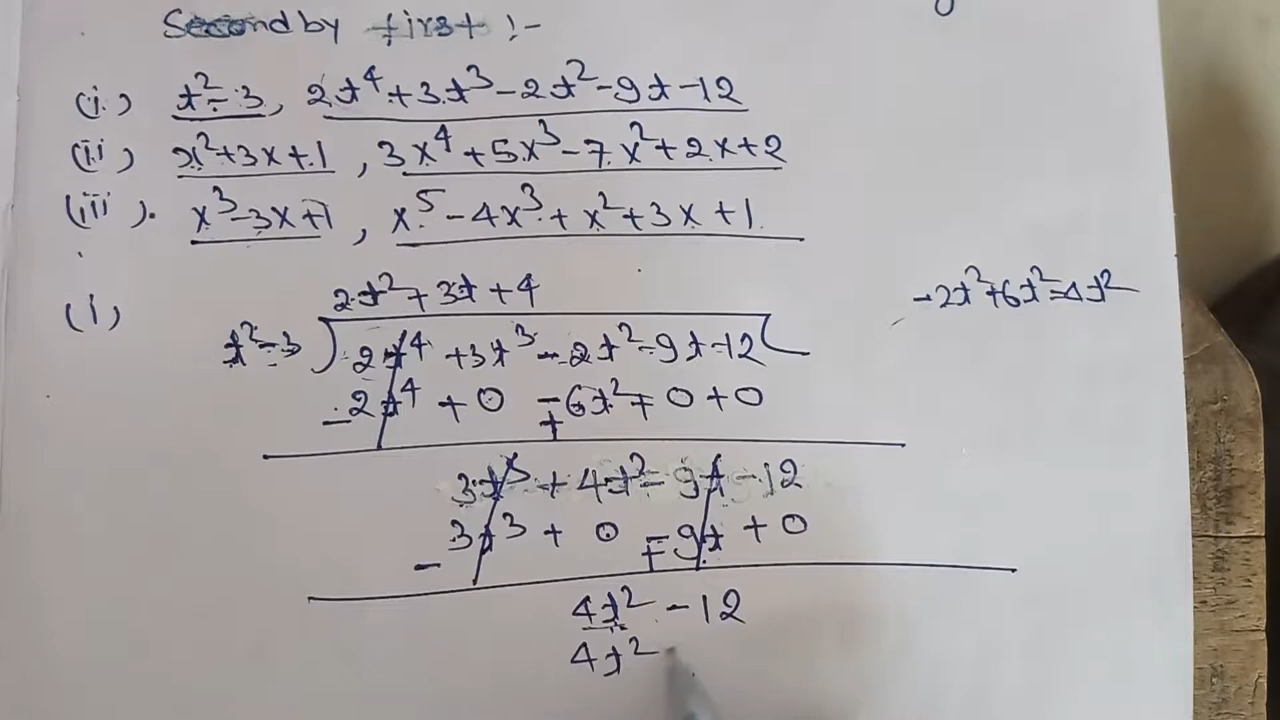 Second by first :-
(i.) t²-3, 2t⁴+3t³-2t²-9t-12
(ii) x²+3x+1, 3x⁴+5x³-7x²+2x+2
(iii). x³-3x+1, x⁵-4x³+x²+3x+1.
(i) 2t²+3t+4
-2t²+6t²=4t²
t²-3 ) 2t⁴+3t³-2t²-9t-12
-2t⁴ + 0 -6t² + 0 + 0
+
3t³ + 4t² - 9t - 12
3t³ + 0 - 9t + 0
- +
4t² - 12
4t²